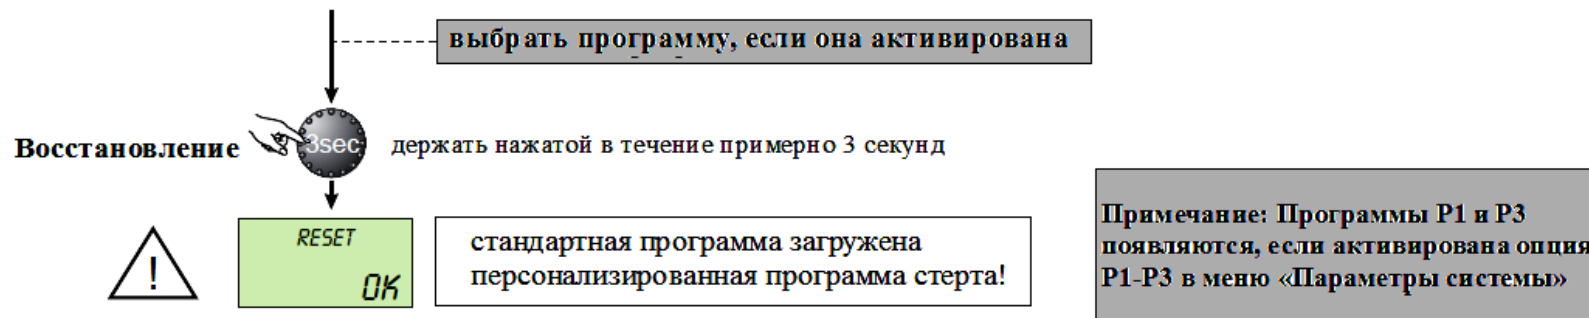 выбрать программу, если она активирована
Восстановление
3sec
держать нажатой в течение примерно 3 секунд
!
RESET
OK
стандартная программа загружена
персонализированная программа стерта!
Примечание: Программы P1 и P3
появляются, если активирована опция
P1-P3 в меню «Параметры системы»